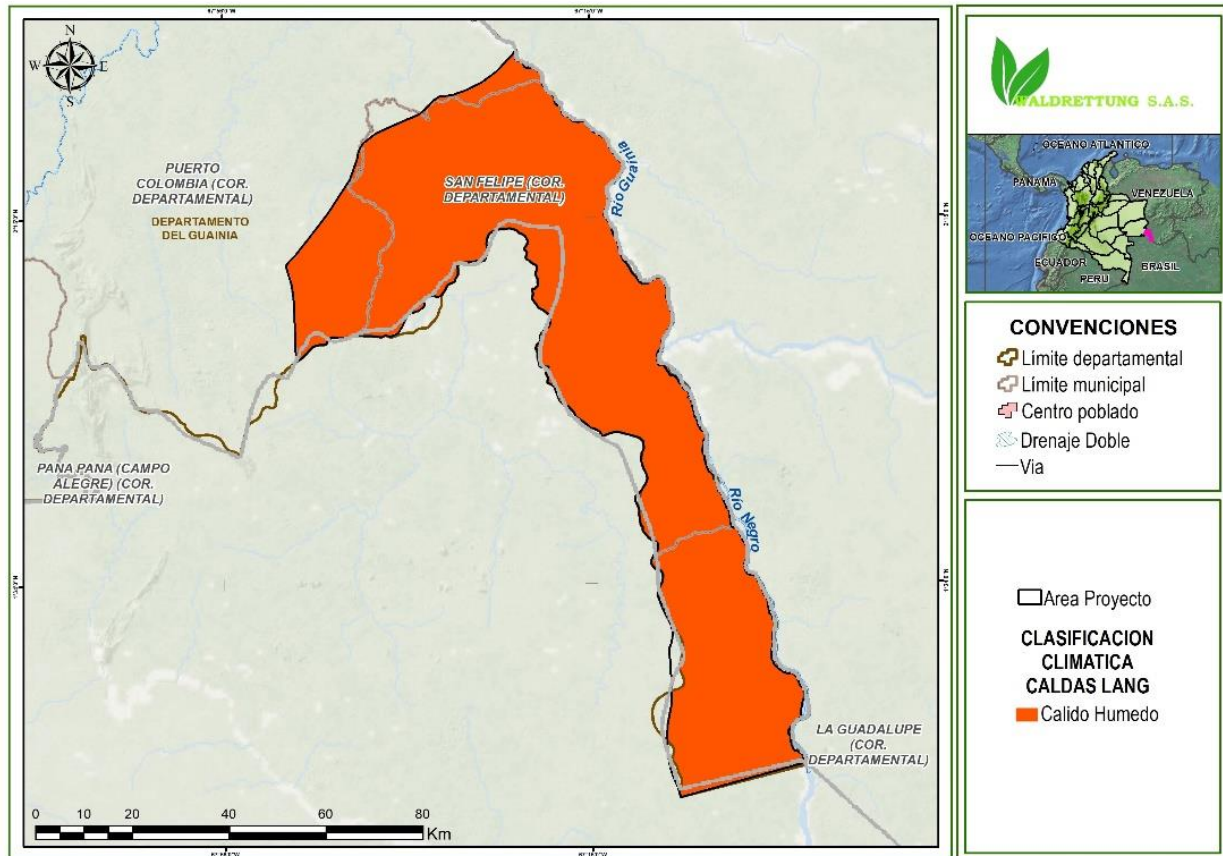 N
W E
S
PUERTO
COLOMBIA (COR.
DEPARTAMENTAL)
DEPARTAMENTO
DEL GUAINIA
SAN FELIPE (COR.
DEPARTAMENTAL)
Río Guainía
PANA PANA (CAMPO
ALEGRE) (COR.
DEPARTAMENTAL)
Río Negro
LA GUADALUPE
(COR.
DEPARTAMENTAL)
0 10 20 40 60 80
Km
WALDRETTUNG S.A.S.
OCEANO ATLANTICO
PANAMA
VENEZUELA
OCEANO PACIFICO
ECUADOR
BRASIL
PERU
CONVENCIONES
Límite departamental
Límite municipal
Centro poblado
Drenaje Doble
Via
Area Proyecto
CLASIFICACION
CLIMATICA
CALDAS LANG
Calido Humedo